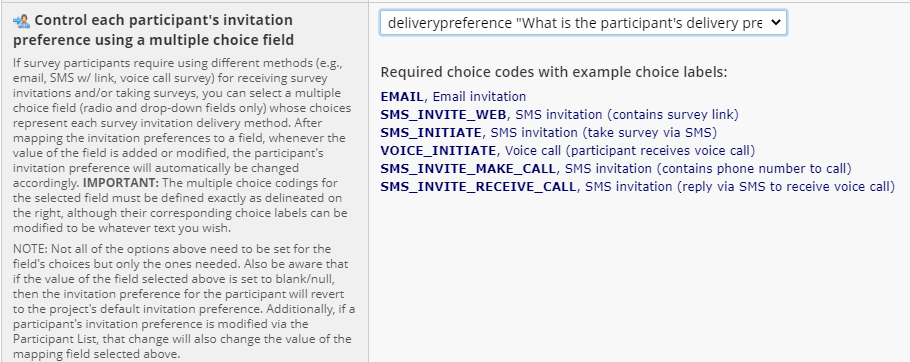 Control each participant's invitation
preference using a multiple choice field
If survey participants require using different methods (e.g.,
email, SMS w/ link, voice call survey) for receiving survey
invitations and/or taking surveys, you can select a multiple
choice field (radio and drop-down fields only) whose choices
represent each survey invitation delivery method. After
mapping the invitation preferences to a field, whenever the
value of the field is added or modified, the participant's
invitation preference will automatically be changed
accordingly. IMPORTANT: The multiple choice codings for
the selected field must be defined exactly as delineated on
the right, although their corresponding choice labels can be
modified to be whatever text you wish.
NOTE: Not all of the options above need to be set for the
field's choices but only the ones needed. Also be aware that
if the value of the field selected above is set to blank/null,
then the invitation preference for the participant will revert
to the project's default invitation preference. Additionally, if a
participant's invitation preference is modified via the
Participant List, that change will also change the value of the
mapping field selected above.
deliverypreference "What is the participant's delivery pre
Required choice codes with example choice labels:
EMAIL, Email invitation
SMS_INVITE_WEB, SMS invitation (contains survey link)
SMS_INITIATE, SMS invitation (take survey via SMS)
VOICE_INITIATE, Voice call (participant receives voice call)
SMS_INVITE_MAKE_CALL, SMS invitation (contains phone number to call)
SMS_INVITE_RECEIVE_CALL, SMS invitation (reply via SMS to receive voice call)